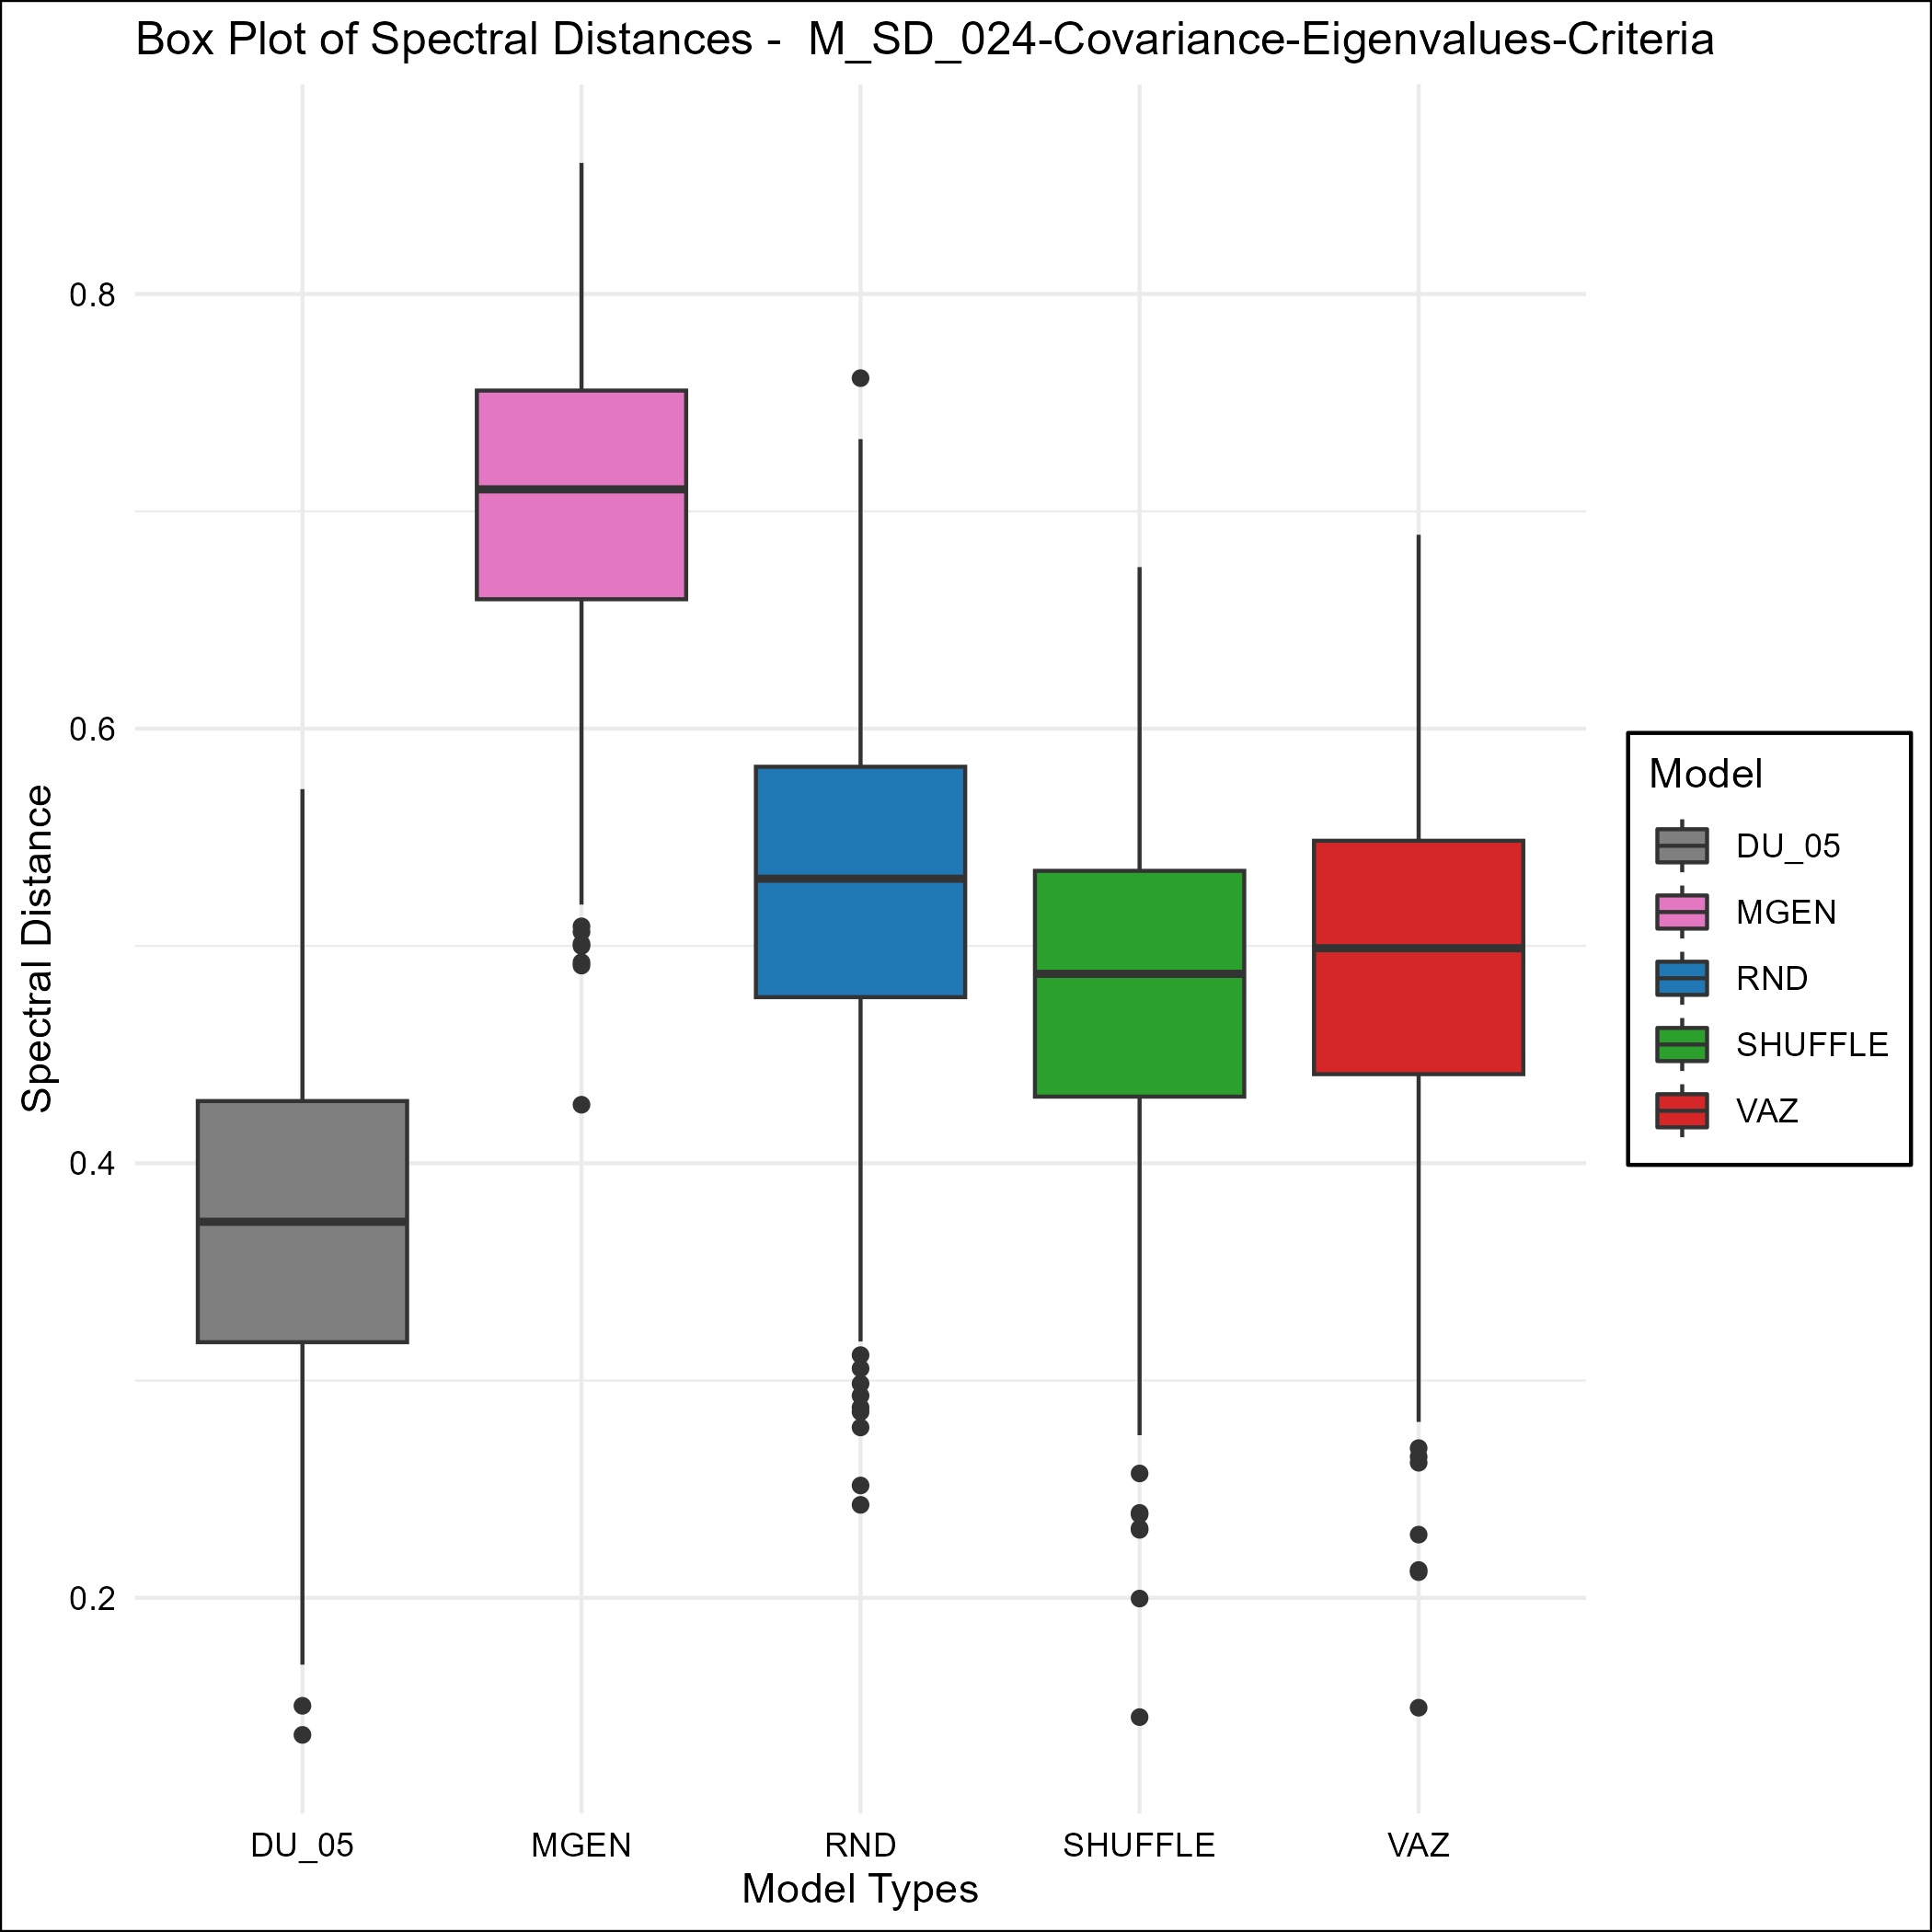 Box Plot of Spectral Distances -  M_SD_024-Covariance-Eigenvalues-Criteria
Spectral Distance
0.8
0.6
0.4
0.2
DU_05
MGEN
RND
SHUFFLE
VAZ
Model Types
Model
DU_05
MGEN
RND
SHUFFLE
VAZ